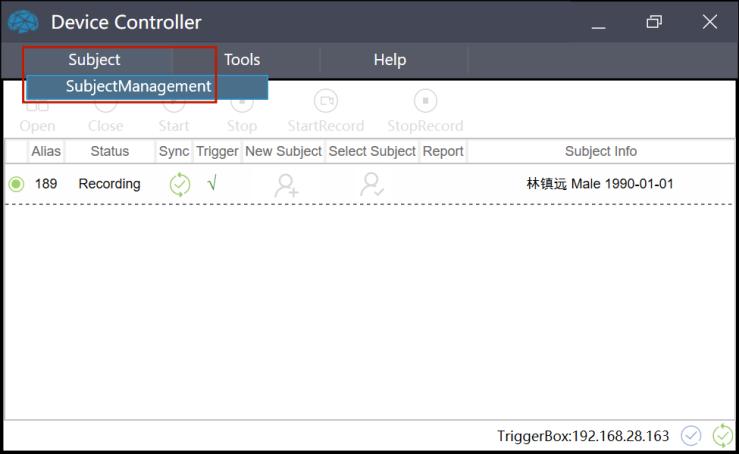 Device Controller
Subject Tools Help
SubjectManagement
Open Close Start Stop StartRecord StopRecord
Alias Status Sync Trigger New Subject Select Subject Report Subject Info
189 Recording √ 林镇远 Male 1990-01-01
TriggerBox:192.168.28.163